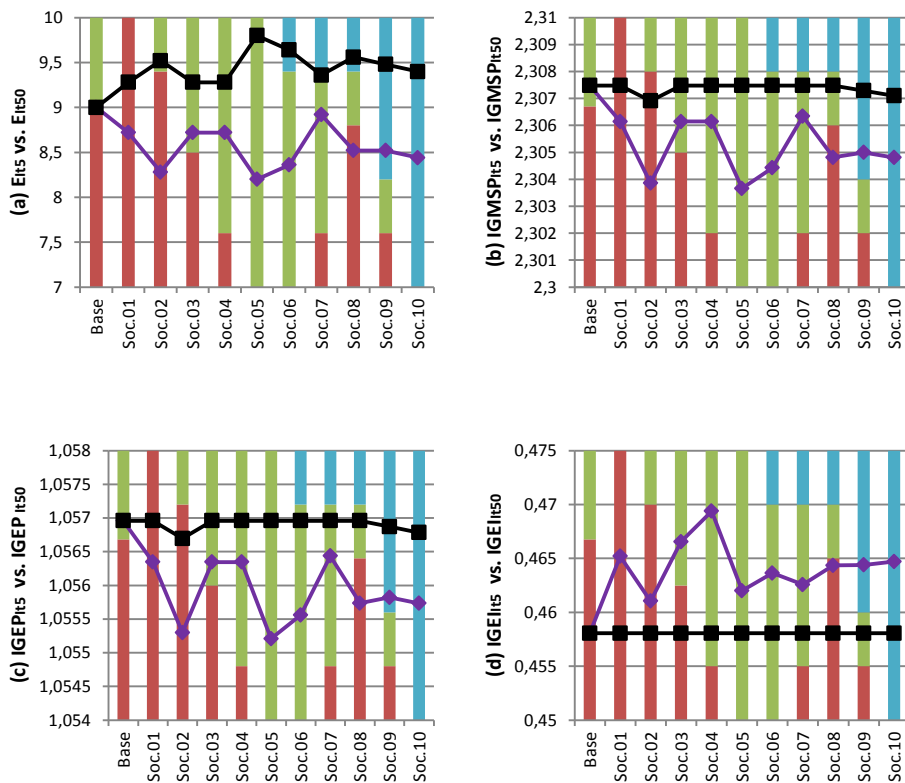 (a) EIt5 vs. EIt50
10
9,5
9
8,5
8
7,5
7
Base
Soc.01
Soc.02
Soc.03
Soc.04
Soc.05
Soc.06
Soc.07
Soc.08
Soc.09
Soc.10
(b) IGMSPIt5 vs. IGMSPIt50
2,31
2,309
2,308
2,307
2,306
2,305
2,304
2,303
2,302
2,301
2,3
Base
Soc.01
Soc.02
Soc.03
Soc.04
Soc.05
Soc.06
Soc.07
Soc.08
Soc.09
Soc.10
(c) IGEPIt5 vs. IGEP It50
1,058
1,0575
1,057
1,0565
1,056
1,0555
1,055
1,0545
1,054
Base
Soc.01
Soc.02
Soc.03
Soc.04
Soc.05
Soc.06
Soc.07
Soc.08
Soc.09
Soc.10
(d) IGEIIt5 vs. IGEIIt50
0,475
0,47
0,465
0,46
0,455
0,45
Base
Soc.01
Soc.02
Soc.03
Soc.04
Soc.05
Soc.06
Soc.07
Soc.08
Soc.09
Soc.10